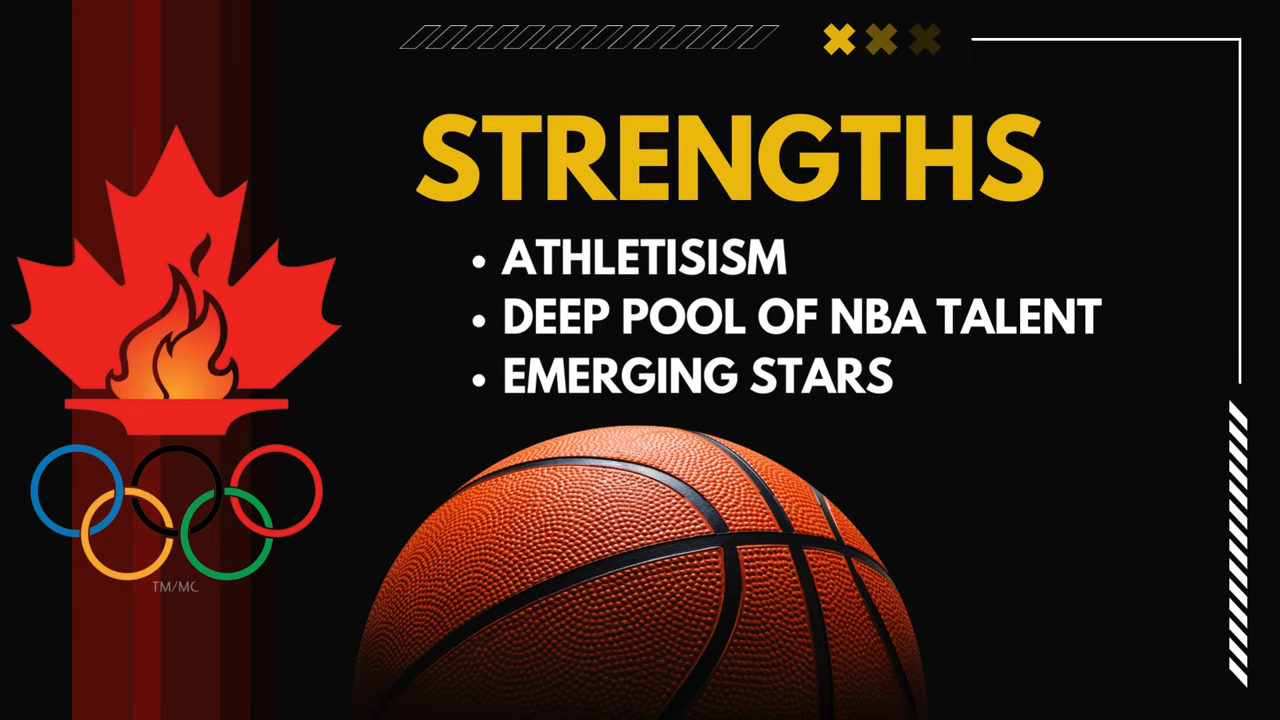 STRENGTHS
• ATHLETISISM
• DEEP POOL OF NBA TALENT
• EMERGING STARS
TM/MC